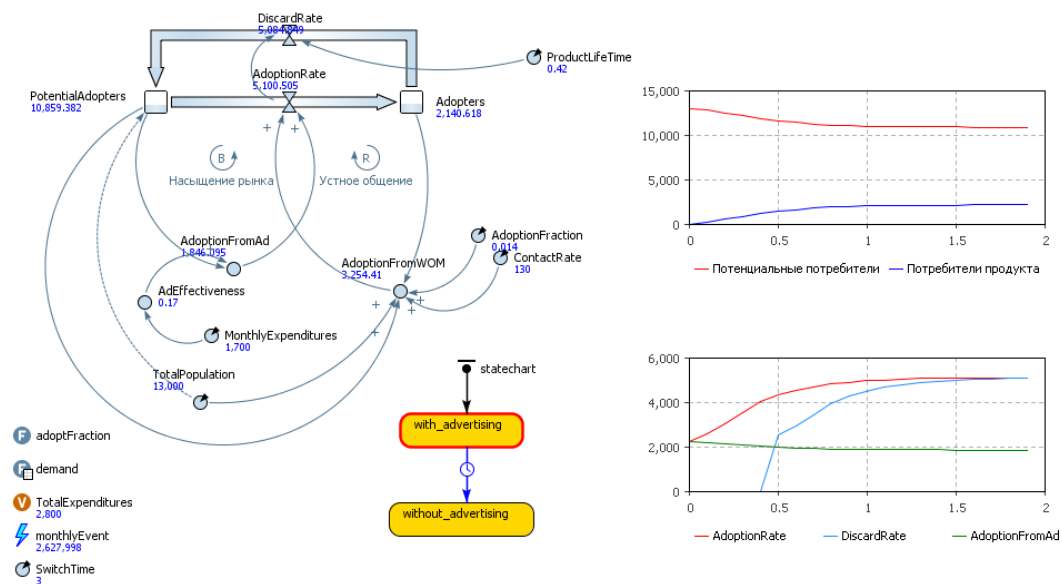 DiscardRate
5,084.849
ProductLifeTime
0.42
AdoptionRate
5,100.505
PotentialAdopters
10,859.382
Adopters
2,140.618
+
+
B
R
Насыщение рынка
Устное общение
AdoptionFromAd
1,846.095
AdoptionFraction
0.014
ContactRate
130
AdoptionFromWOM
3,254.41
AdEffectiveness
0.17
+
+
+
+
+
MonthlyExpenditures
1,700
TotalPopulation
13,000
statechart
with_advertising
without_advertising
F adoptFraction
F demand
V TotalExpenditures
2,800
monthlyEvent
2,627,998
SwitchTime
3
15,000
10,000
5,000
0
0 0.5 1 1.5 2
Потенциальные потребители Потребители продукта
6,000
4,000
2,000
0
0 0.5 1 1.5 2
AdoptionRate DiscardRate AdoptionFromAd